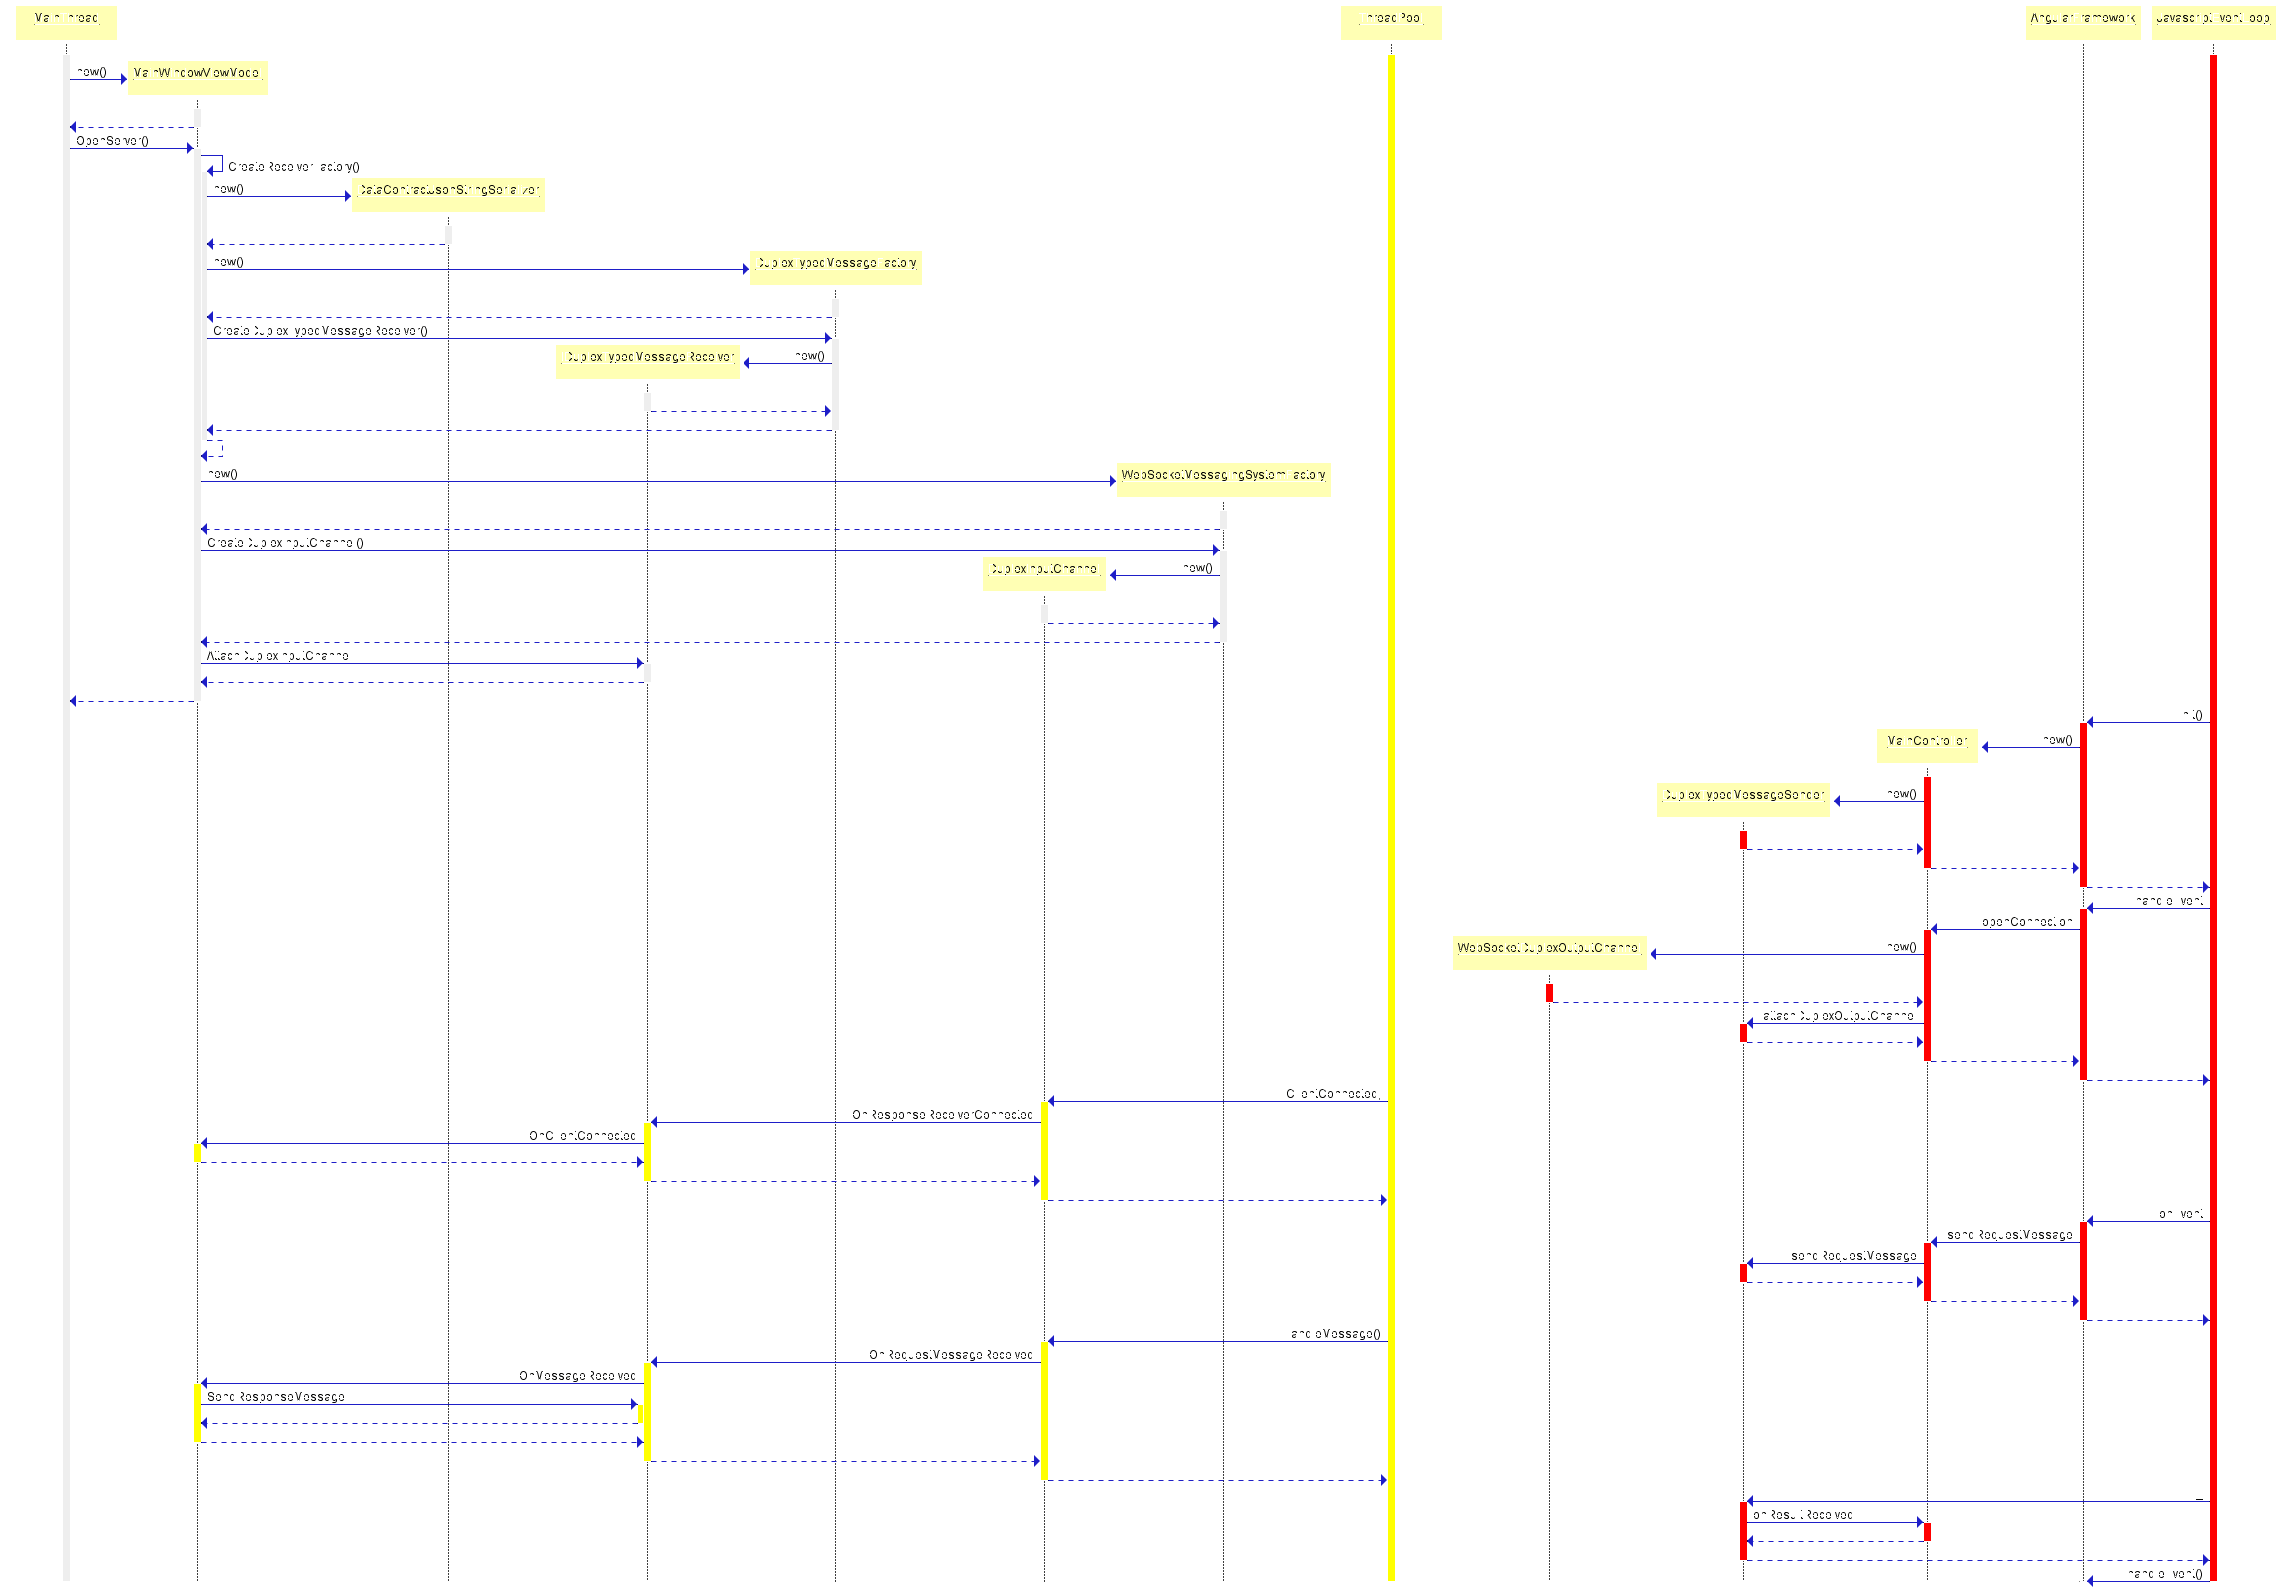 MainThread
ThreadPool
AngularFramework
JavascriptEventLoop
new()
MainWindowViewModel
OpenServer()
CreateReceiverFactory()
new()
DataContractJsonStringSerializer
new()
DuplexTypedMessageFactory
CreateDuplexTypedMessageReceiver()
DuplexTypedMessageReceiver
new()
new()
WebSocketMessagingSystemFactory
CreateDuplexInputChannel()
DuplexInputChannel
new()
AttachDuplexInputChannel
init()
MainController
new()
DuplexTypedMessageSender
new()
handleEvent
openConnection
WebSocketDuplexOutputChannel
new()
attachDuplexOutputChannel
ClientConnected
OnResponseReceiverConnected
OnClientConnected
onEvent
sendRequestMessage
sendRequestMessage
HandleMessage()
OnRequestMessageReceived
OnMessageReceived
SendResponseMessage
onResultReceived
handleEvent()